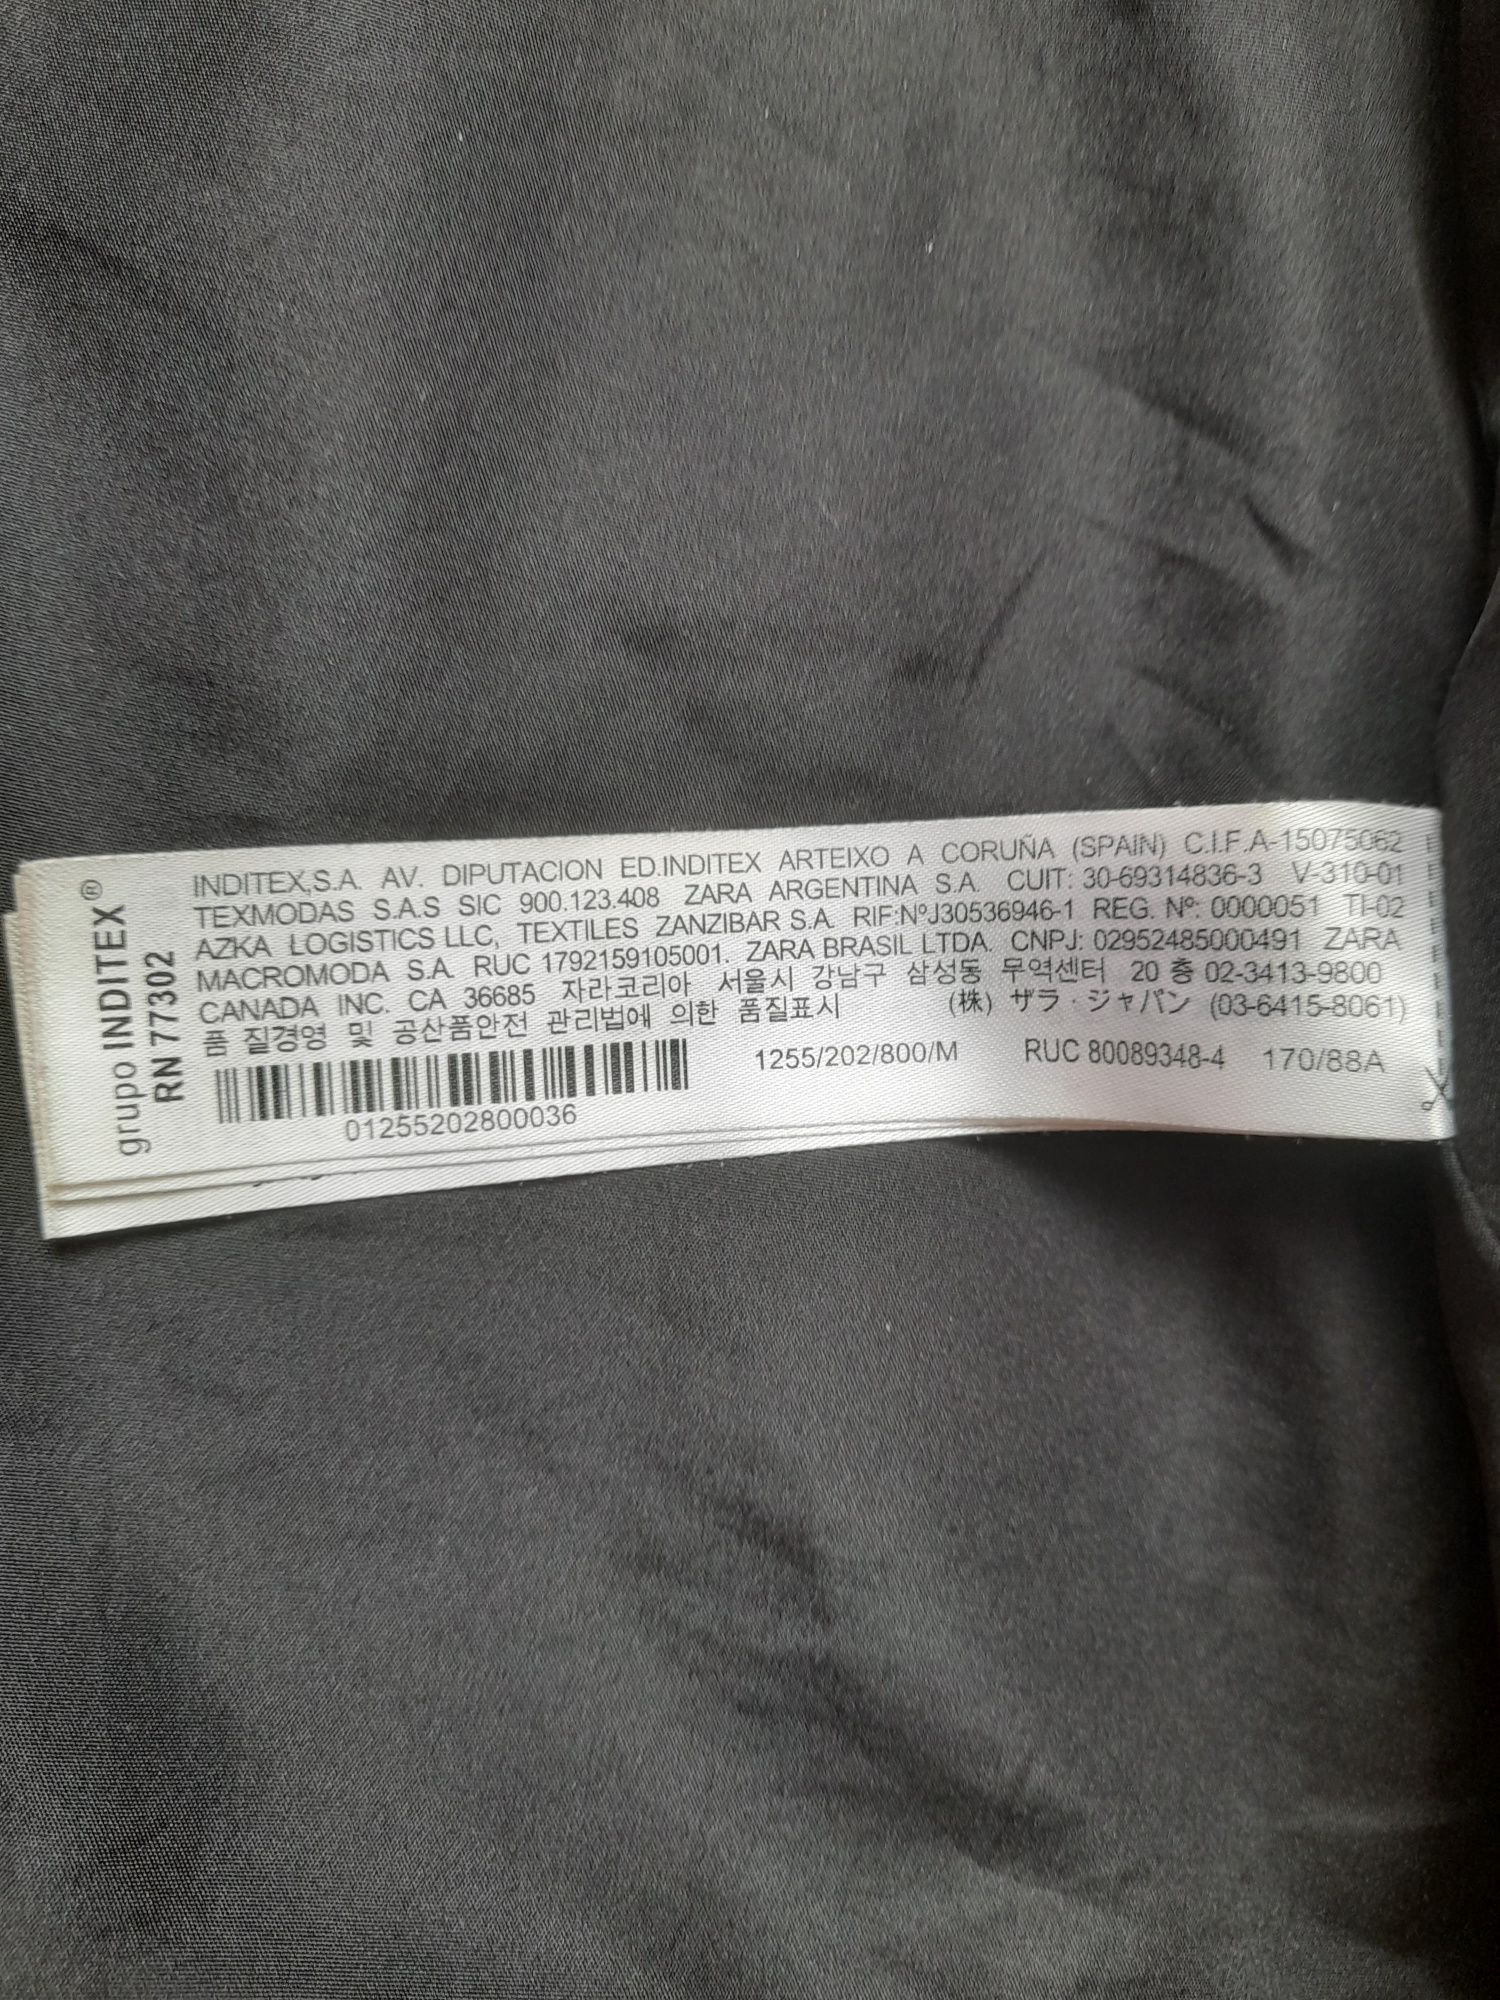 grupo INDITEX®
RN 77302
INDITEX,S.A. AV. DIPUTACION ED.INDITEX ARTEIXO A CORUÑA (SPAIN) C.I.F.A-15075062
TEXMODAS S.A.S SIC 900.123.408 ZARA ARGENTINA S.A. CUIT: 30-69314836-3 V-310-01
AZKA LOGISTICS LLC, TEXTILES ZANZIBAR S.A. RIF:NºJ30536946-1 REG. Nº: 0000051 TI-02
MACROMODA S.A. RUC 1792159105001. ZARA BRASIL LTDA. CNPJ: 02952485000491 ZARA
CANADA INC. CA 36685 자라코리아 서울시 강남구 삼성동 무역센터 20 층 02-3413-9800
품 질경영 및 공산품안전 관리법에 의한 품질표시 (株) ザラ・ジャパン (03-6415-8061)
1255/202/800/M RUC 80089348-4 170/88A
01255202800036